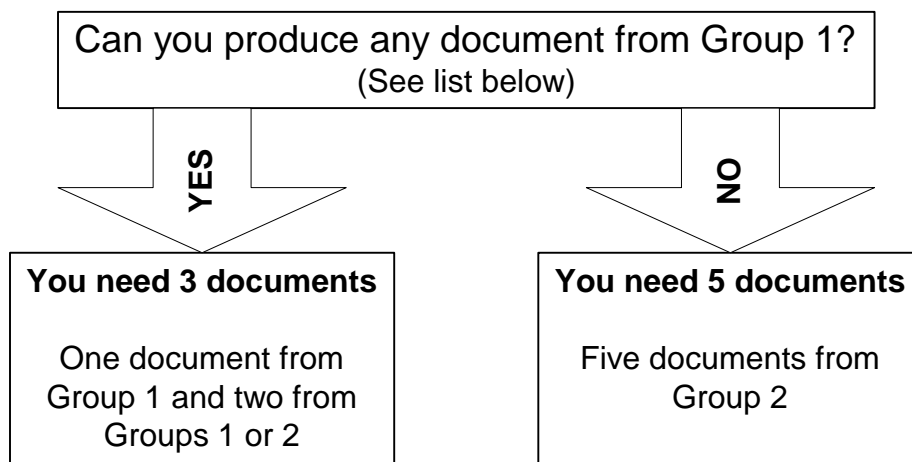 Can you produce any document from Group 1?
(See list below)
YES
NO
You need 3 documents
One document from
Group 1 and two from
Groups 1 or 2
You need 5 documents
Five documents from
Group 2